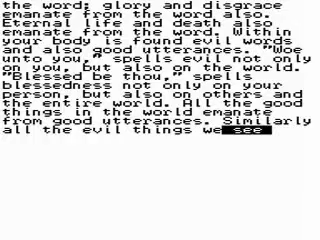 the word; glory and disgrace
emanate from the word also.
Eternal life and death also
emanate from the word. Within
your body is found evil words
and also good utterances. "Woe
unto you," spells evil not only
on you, but also on the world.
"Blessed be thou," spells
blessedness not only on your
person, but also on others and
the entire world. All the good
things in the world emanate
from good utterances. Similarly
all the evil things we see